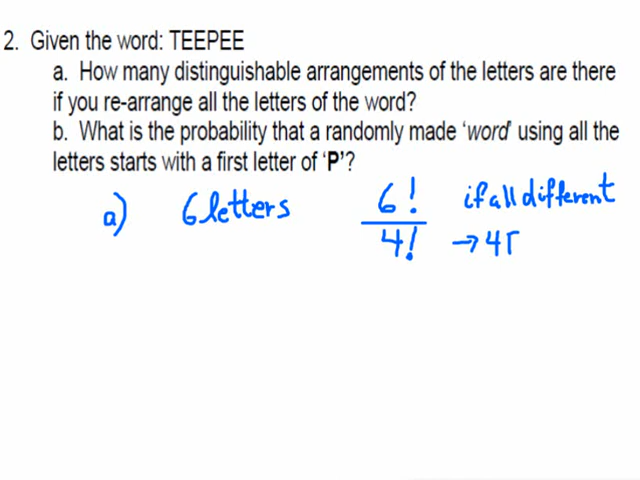 2. Given the word: TEEPEE
a. How many distinguishable arrangements of the letters are there
if you re-arrange all the letters of the word?
b. What is the probability that a randomly made ‘word’ using all the
letters starts with a first letter of ‘P’?
a) 6 letters 6! if all different
4! → 4